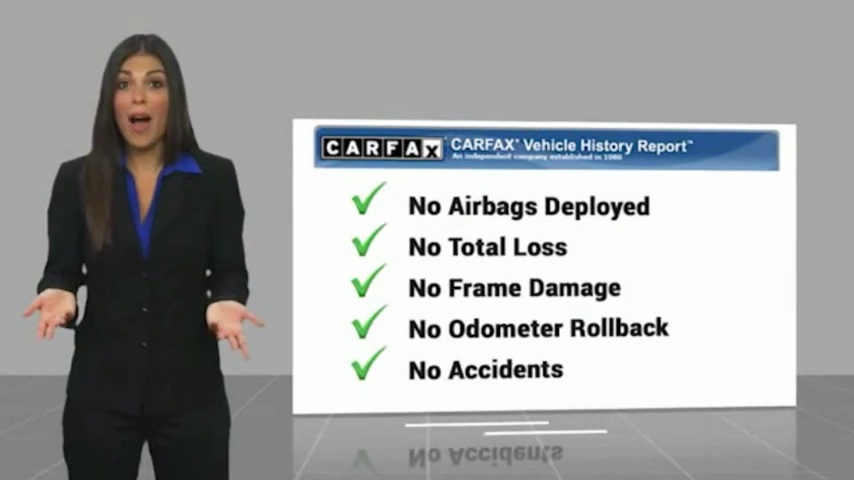 CARFAX CARFAX® Vehicle History Report™
An independent company established in 1986
No Airbags Deployed
No Total Loss
No Frame Damage
No Odometer Rollback
No Accidents
No Accidents